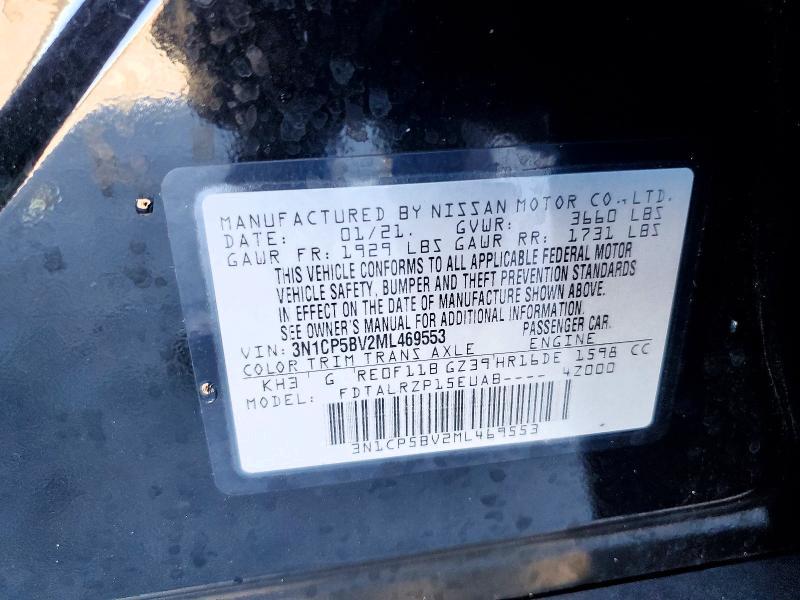 MANUFACTURED BY NISSAN MOTOR CO., LTD.
DATE: 01/21. GVWR: 3660 LBS
GAWR FR: 1929 LBS GAWR RR: 1731 LBS
THIS VEHICLE CONFORMS TO ALL APPLICABLE FEDERAL MOTOR
VEHICLE SAFETY, BUMPER AND THEFT PREVENTION STANDARDS
IN EFFECT ON THE DATE OF MANUFACTURE SHOWN ABOVE.
SEE OWNER'S MANUAL FOR ADDITIONAL INFORMATION.
VIN: 3N1CP5BV2ML469553 PASSENGER CAR.
COLOR TRIM TRANS AXLE ENGINE
KH3 G RE0F11B GZ39 HR16DE 1598 CC
MODEL: FDTALRZP15EUAB---- 4Z000
3N1CP5BV2ML469553